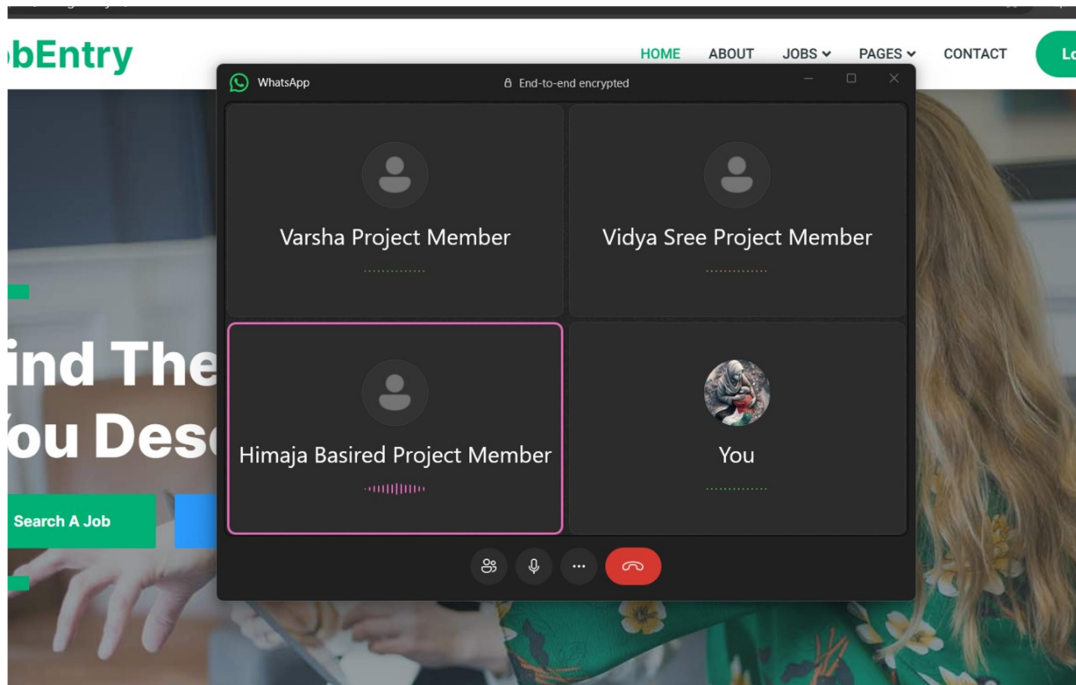 bEntry
HOME ABOUT JOBS PAGES CONTACT
WhatsApp
End-to-end encrypted
Varsha Project Member
Vidya Sree Project Member
Himaja Basired Project Member
You
ind The
ou Des
Search A Job